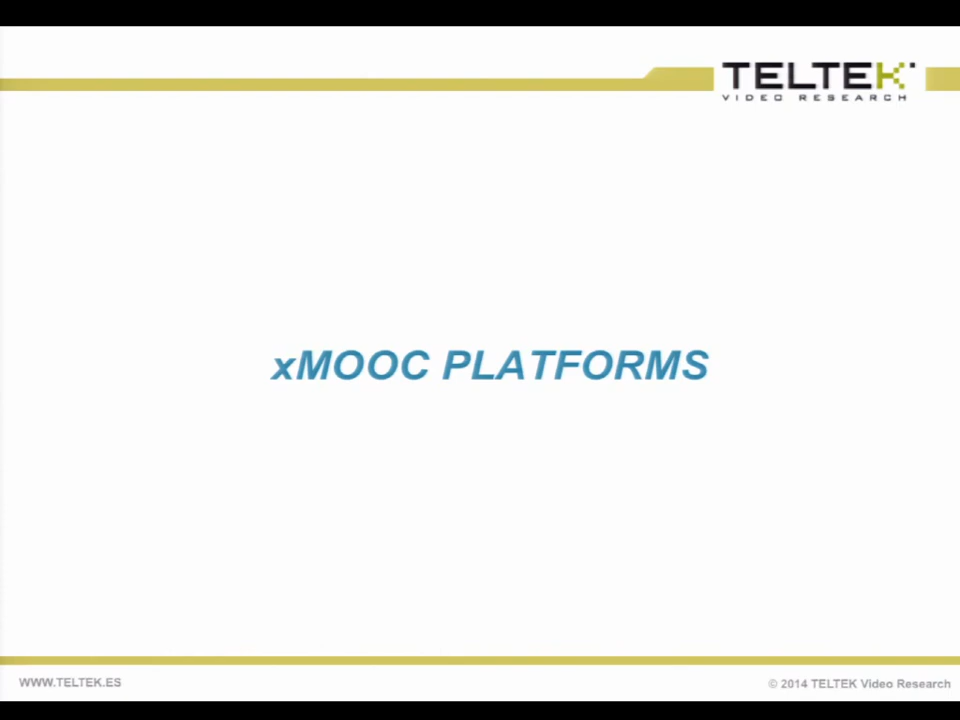 TELTEK
VIDEO RESEARCH
xMOOC PLATFORMS
WWW.TELTEK.ES
© 2014 TELTEK Video Research